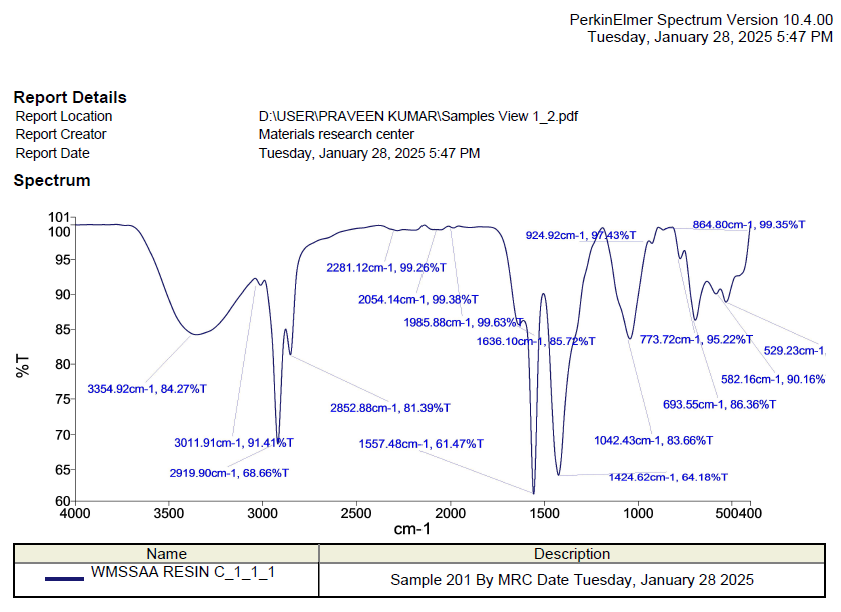 PerkinElmer Spectrum Version 10.4.00
Tuesday, January 28, 2025 5:47 PM
Report Details
Report Location D:\USER\PRAVEEN KUMAR\Samples View 1_2.pdf
Report Creator Materials research center
Report Date Tuesday, January 28, 2025 5:47 PM
Spectrum
101
100
95
90
85
80
75
70
65
60
%T
4000 3500 3000 2500 2000 1500 1000 500400
cm-1
3354.92cm-1, 84.27%T
3011.91cm-1, 91.41%T
2919.90cm-1, 68.66%T
2852.88cm-1, 81.39%T
2281.12cm-1, 99.26%T
2054.14cm-1, 99.38%T
1985.88cm-1, 99.63%T
1636.10cm-1, 85.72%T
1557.48cm-1, 61.47%T
1424.62cm-1, 64.18%T
1042.43cm-1, 83.66%T
924.92cm-1, 97.43%T
864.80cm-1, 99.35%T
773.72cm-1, 95.22%T
693.55cm-1, 86.36%T
582.16cm-1, 90.16%
529.23cm-1
Name Description
WMSSAA RESIN C_1_1_1 Sample 201 By MRC Date Tuesday, January 28 2025